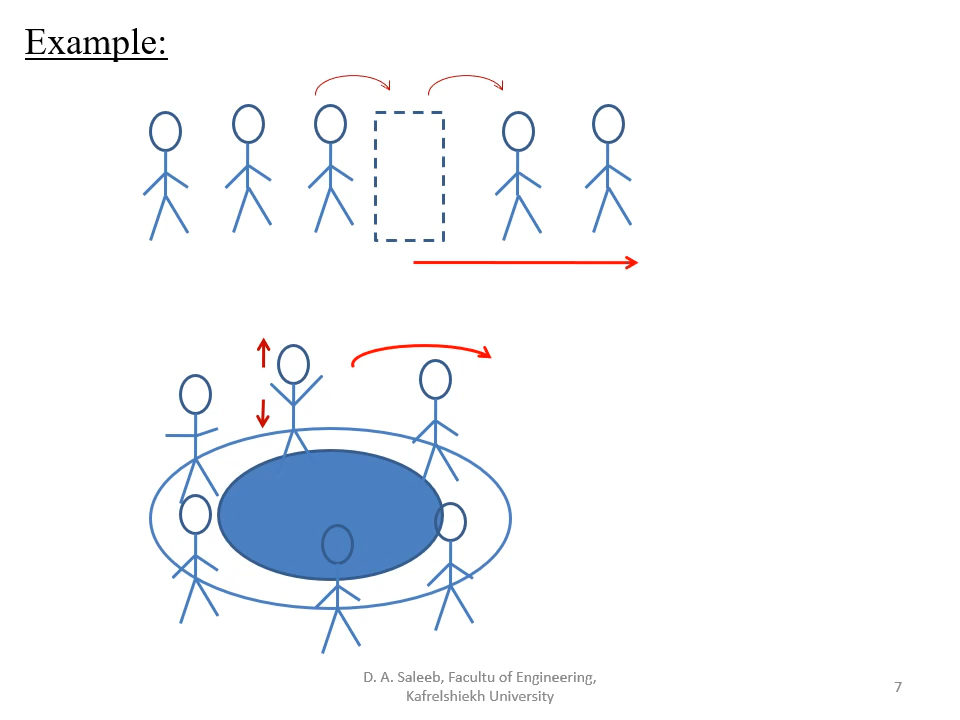 Example:
D. A. Saleeb, Facultu of Engineering,
Kafrelshiekh University
7